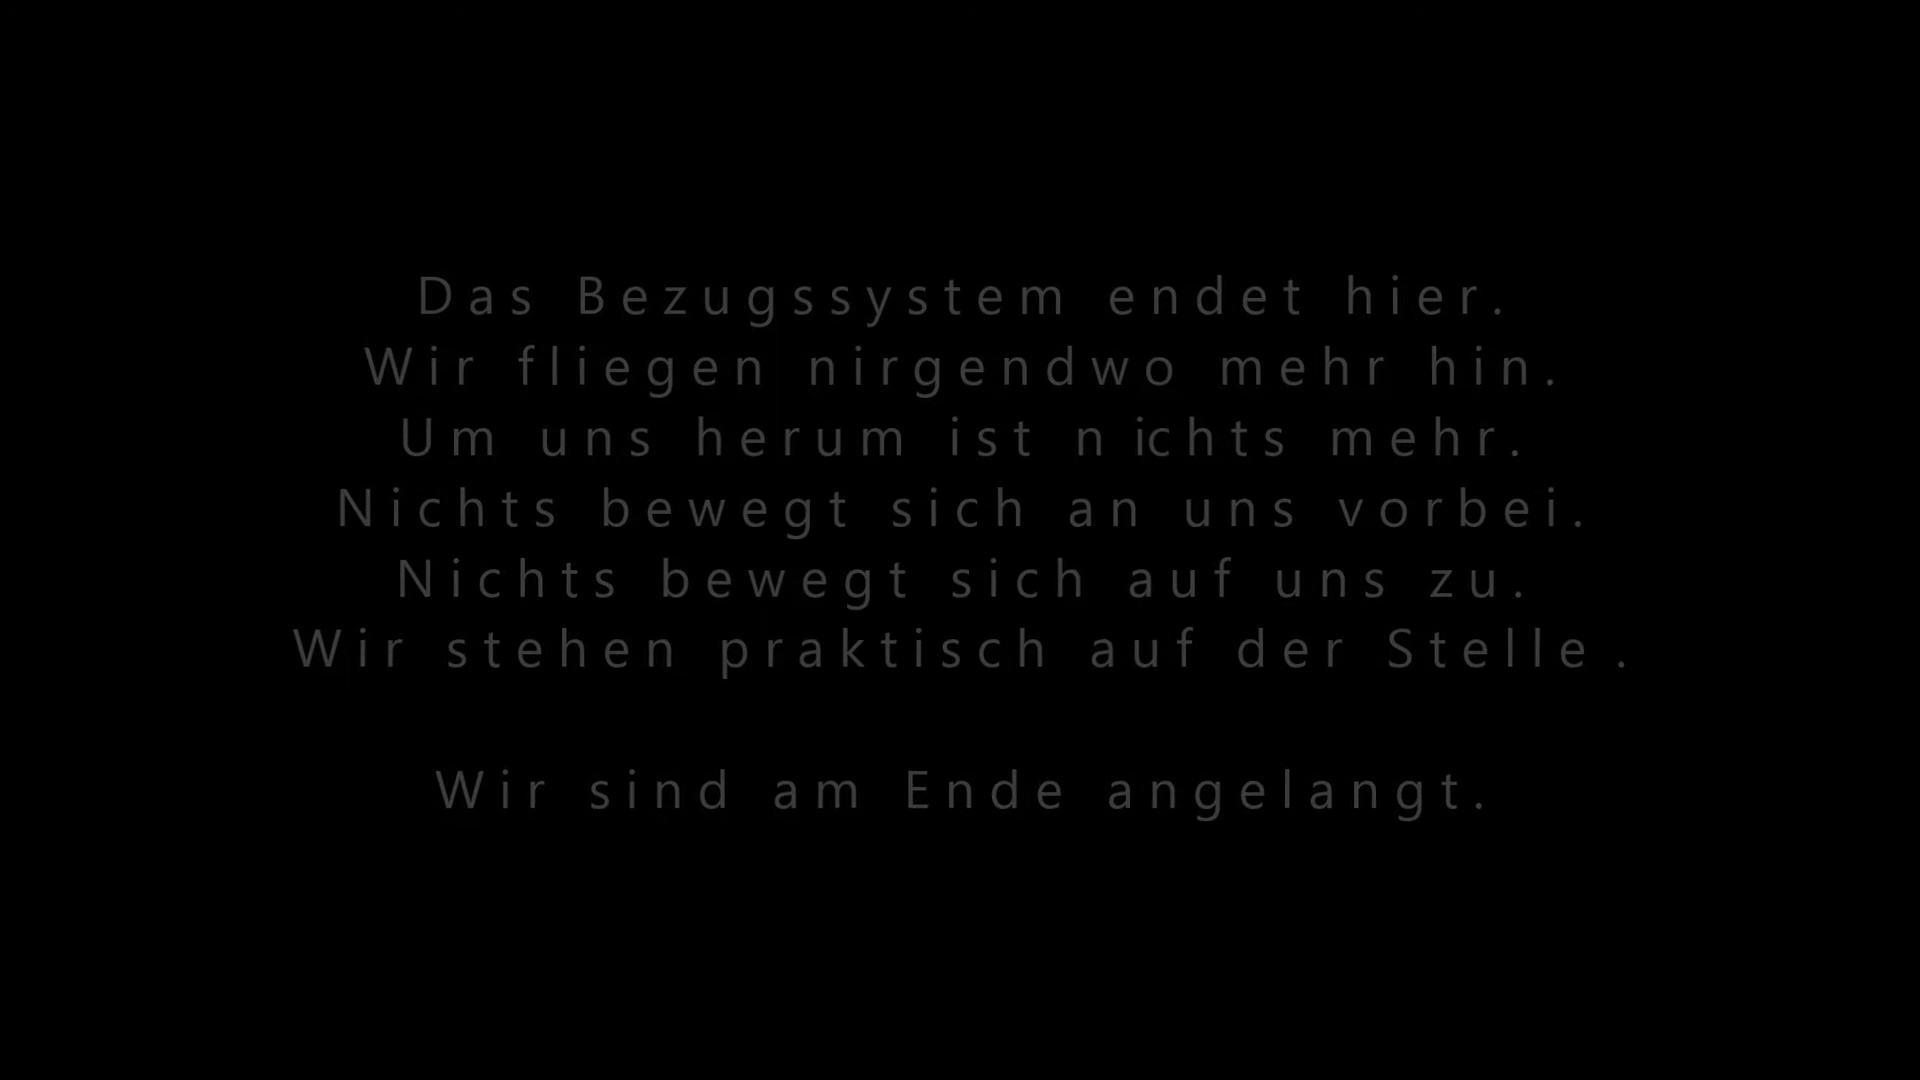 Das Bezugssystem endet hier.
Wir fliegen nirgendwo mehr hin.
Um uns herum ist nichts mehr.
Nichts bewegt sich an uns vorbei.
Nichts bewegt sich auf uns zu.
Wir stehen praktisch auf der Stelle .
Wir sind am Ende angelangt.